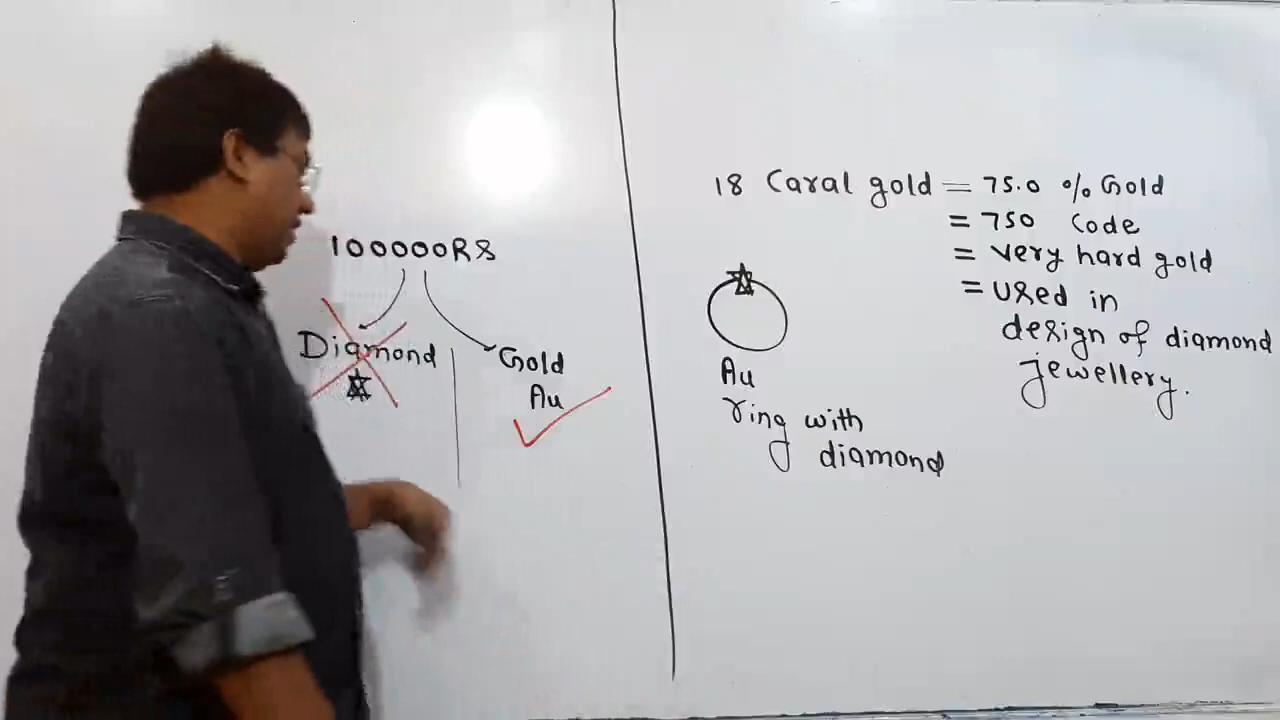 100000RS
Diamond
Gold
Au
18 Caral gold = 75.0 % Gold
= 750 Code
= very hard gold
= used in
design of diamond
jewellery.
Au
ring with
diamond